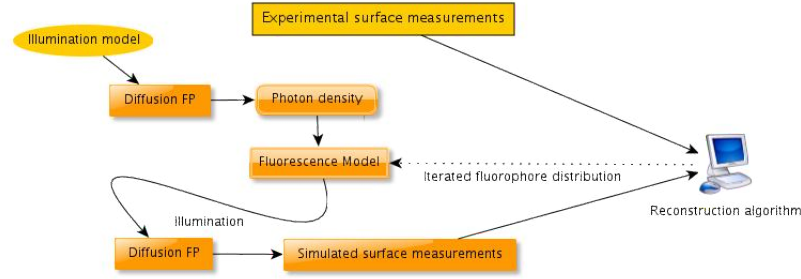 Experimental surface measurements
Illumination model
Diffusion FP
Photon density
Fluorescence Model
Iterated fluorophore distribution
Reconstruction algorithm
Illumination
Diffusion FP
Simulated surface measurements